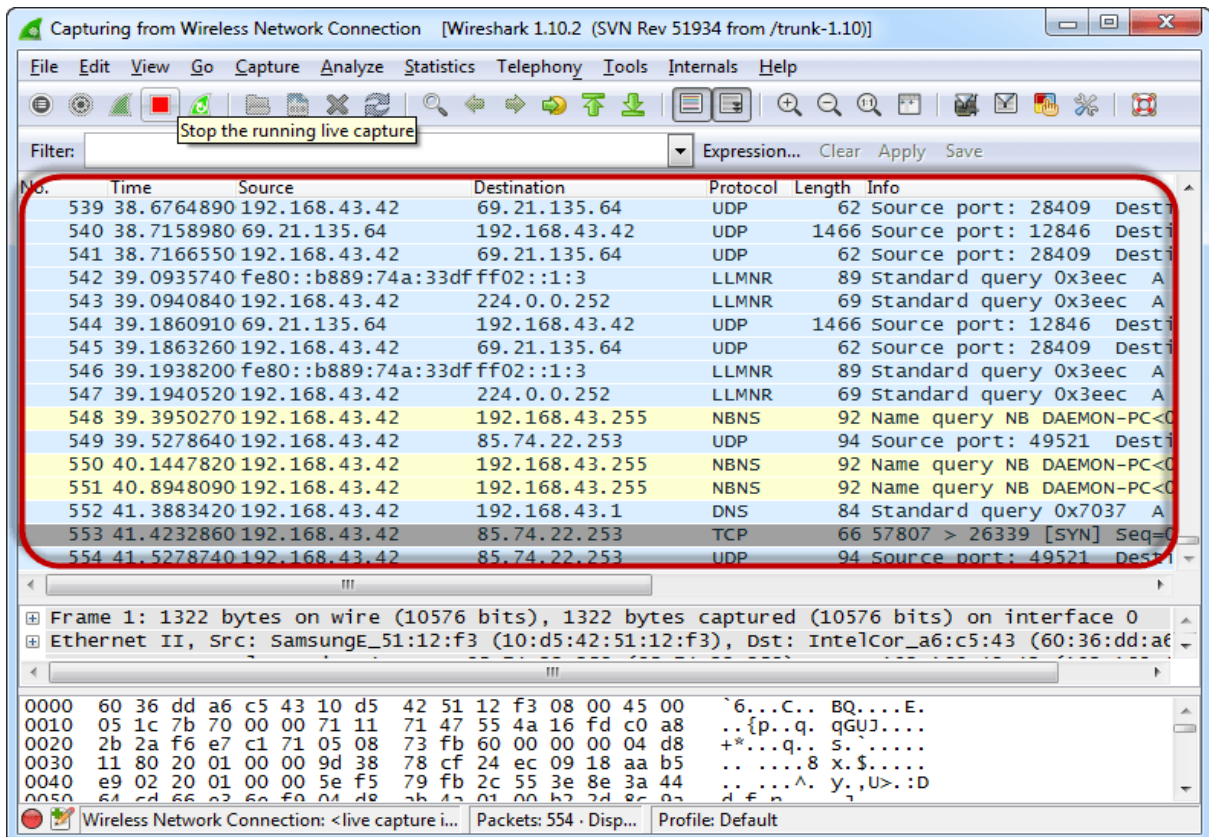 Capturing from Wireless Network Connection [Wireshark 1.10.2 (SVN Rev 51934 from /trunk-1.10)]
File Edit View Go Capture Analyze Statistics Telephony Tools Internals Help
Stop the running live capture
Filter: Expression... Clear Apply Save
No. Time Source Destination Protocol Length Info
539 38.6764890 192.168.43.42 69.21.135.64 UDP 62 Source port: 28409 Desti
540 38.7158980 69.21.135.64 192.168.43.42 UDP 1466 Source port: 12846 Desti
541 38.7166550 192.168.43.42 69.21.135.64 UDP 62 Source port: 28409 Desti
542 39.0935740 fe80::b889:74a:33df ff02::1:3 LLMNR 89 Standard query 0x3eec A
543 39.0940840 192.168.43.42 224.0.0.252 LLMNR 69 Standard query 0x3eec A
544 39.1860910 69.21.135.64 192.168.43.42 UDP 1466 Source port: 12846 Desti
545 39.1863260 192.168.43.42 69.21.135.64 UDP 62 Source port: 28409 Desti
546 39.1938200 fe80::b889:74a:33df ff02::1:3 LLMNR 89 Standard query 0x3eec A
547 39.1940520 192.168.43.42 224.0.0.252 LLMNR 69 Standard query 0x3eec A
548 39.3950270 192.168.43.42 192.168.43.255 NBNS 92 Name query NB DAEMON-PC<0
549 39.5278640 192.168.43.42 85.74.22.253 UDP 94 Source port: 49521 Desti
550 40.1447820 192.168.43.42 192.168.43.255 NBNS 92 Name query NB DAEMON-PC<0
551 40.8948090 192.168.43.42 192.168.43.255 NBNS 92 Name query NB DAEMON-PC<0
552 41.3883420 192.168.43.42 192.168.43.1 DNS 84 Standard query 0x7037 A
553 41.4232860 192.168.43.42 85.74.22.253 TCP 66 57807 > 26339 [SYN] Seq=0
554 41.5278740 192.168.43.42 85.74.22.253 UDP 94 Source port: 49521 Desti
Frame 1: 1322 bytes on wire (10576 bits), 1322 bytes captured (10576 bits) on interface 0
Ethernet II, Src: SamsungE_51:12:f3 (10:d5:42:51:12:f3), Dst: IntelCor_a6:c5:43 (60:36:dd:a6
0000 60 36 dd a6 c5 43 10 d5 42 51 12 f3 08 00 45 00 `6...C.. BQ....E.
0010 05 1c 7b 70 00 00 71 11 71 47 55 4a 16 fd c0 a8 ..{p..q. qGUJ....
0020 2b 2a f6 e7 c1 71 05 08 73 fb 60 00 00 00 04 d8 +*...q.. s.`.....
0030 11 80 20 01 00 00 9d 38 78 cf 24 ec 09 18 aa b5 .. ....8 x.$.....
0040 e9 02 20 01 00 00 5e f5 79 fb 2c 55 3e 8e 3a 44 .. ...^. y.,U>.:D
0050 64 cd 66 e3 6e f9 04 d8 ab 4a 01 00 b2 2d 8c 9a
Wireless Network Connection: <live capture i... Packets: 554 · Disp... Profile: Default